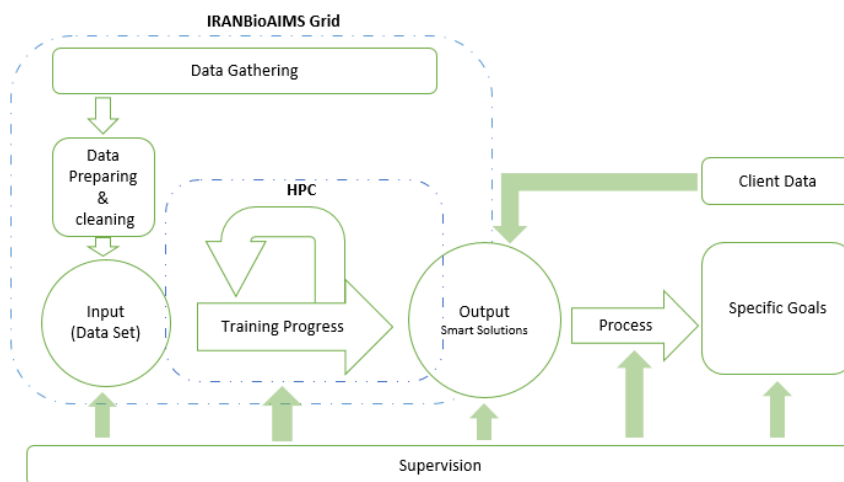 IRANBioAIMS Grid
Data Gathering
Data
Preparing
&
cleaning
HPC
Client Data
Input
(Data Set)
Training Progress
Output
Smart Solutions
Process
Specific Goals
Supervision